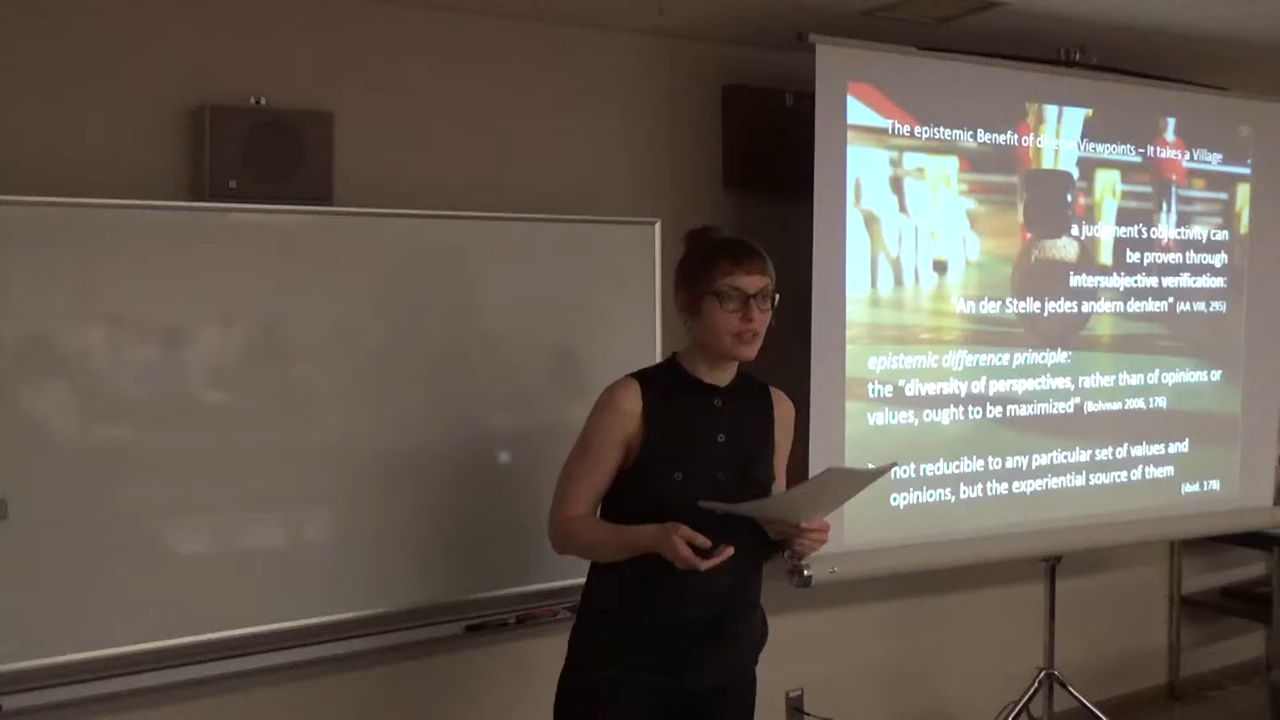 The epistemic Benefit of diverse Viewpoints – It takes a Village
a judgment's objectivity can
be proven through
intersubjective verification:
"An der Stelle jedes andern denken" (AA VIII, 295)
epistemic difference principle:
the "diversity of perspectives, rather than of opinions or
values, ought to be maximized" (Bohman 2006, 176)
not reducible to any particular set of values and
opinions, but the experiential source of them
(ibid. 178)